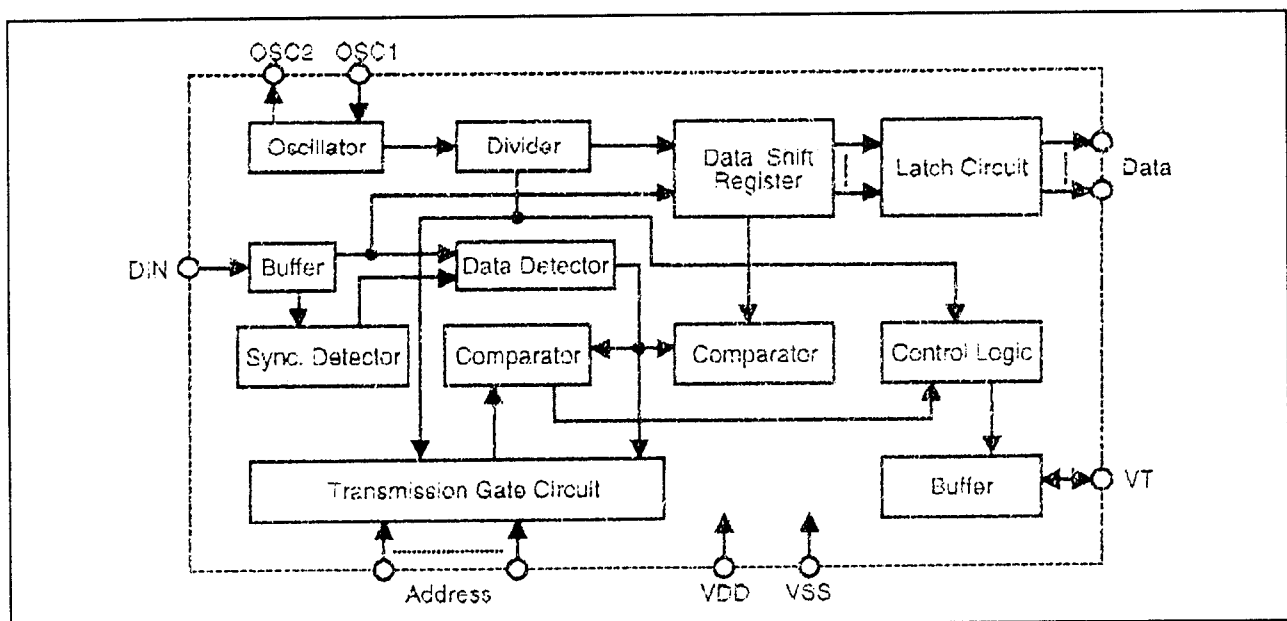 OSC2 OSC1
Oscillator
Divider
Data Shift
Register
Latch Circuit
Data
DIN
Buffer
Data Detector
Sync. Detector
Comparator
Comparator
Control Logic
Transmission Gate Circuit
Buffer
VT
Address
VDD
VSS